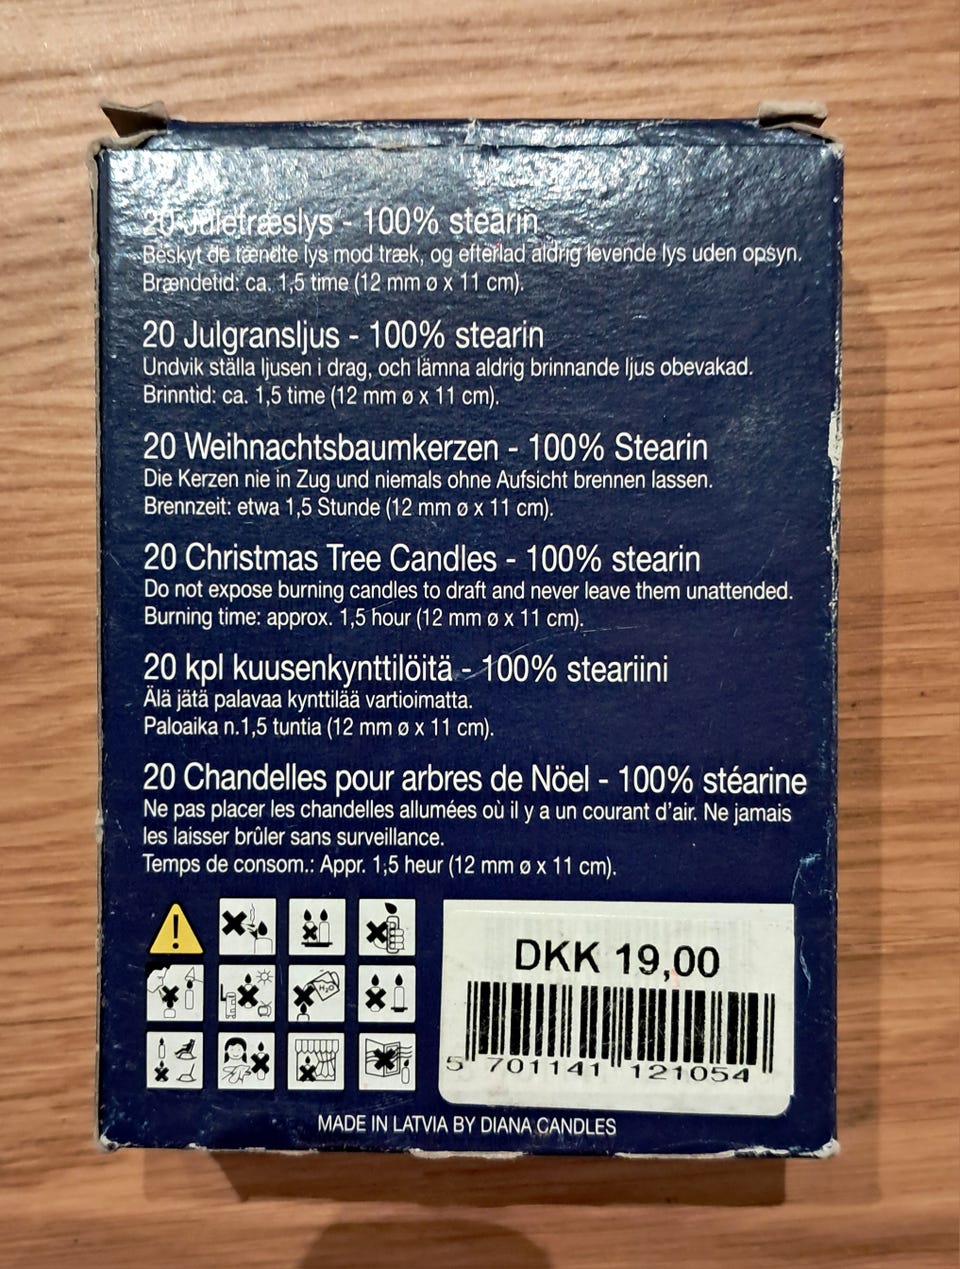 20 Julefræslys - 100% stearin
Beskyt de tændte lys mod træk, og efterlad aldrig levende lys uden opsyn.
Brændetid: ca. 1,5 time (12 mm ø x 11 cm).
20 Julgransljus - 100% stearin
Undvik ställa ljusen i drag, och lämna aldrig brinnande ljus obevakad.
Brinntid: ca. 1,5 time (12 mm ø x 11 cm).
20 Weihnachtsbaumkerzen - 100% Stearin
Die Kerzen nie in Zug und niemals ohne Aufsicht brennen lassen.
Brennzeit: etwa 1,5 Stunde (12 mm ø x 11 cm).
20 Christmas Tree Candles - 100% stearin
Do not expose burning candles to draft and never leave them unattended.
Burning time: approx. 1,5 hour (12 mm ø x 11 cm).
20 kpl kuusenkynttilöitä - 100% steariini
Älä jätä palavaa kynttilää vartioimatta.
Paloaika n.1,5 tuntia (12 mm ø x 11 cm).
20 Chandelles pour arbres de Nöel - 100% stéarine
Ne pas placer les chandelles allumées où il y a un courant d'air. Ne jamais
les laisser brûler sans surveillance.
Temps de consom.: Appr. 1,5 heur (12 mm ø x 11 cm).
H₂O
DKK 19,00
5 701141 121054
MADE IN LATVIA BY DIANA CANDLES